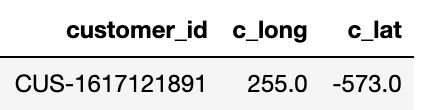 customer_id c_long c_lat
CUS-1617121891 255.0 -573.0